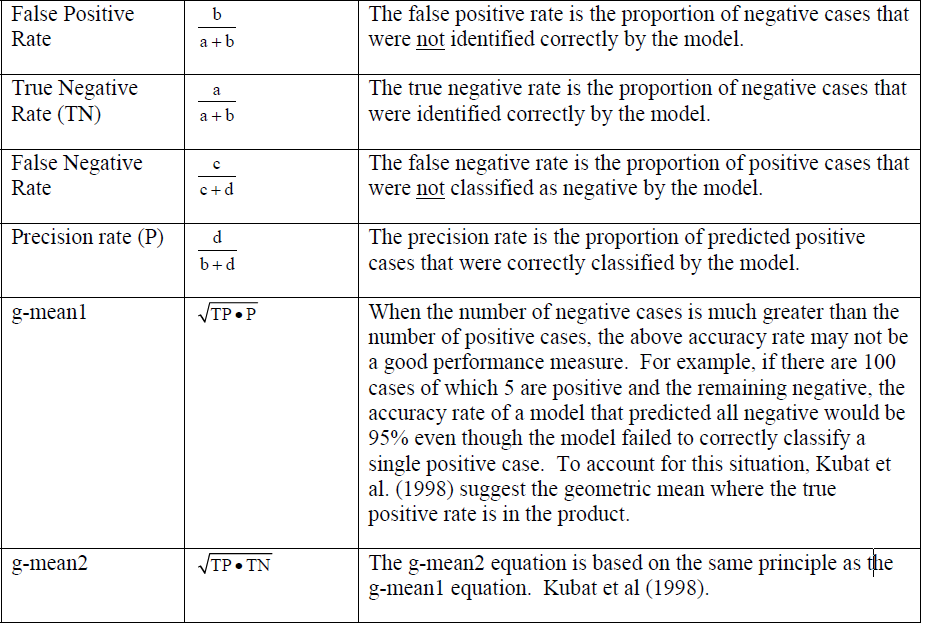 False Positive
Rate
b
a + b
The false positive rate is the proportion of negative cases that
were not identified correctly by the model.
True Negative
Rate (TN)
a
a + b
The true negative rate is the proportion of negative cases that
were identified correctly by the model.
False Negative
Rate
c
c + d
The false negative rate is the proportion of positive cases that
were not classified as negative by the model.
Precision rate (P)
d
b + d
The precision rate is the proportion of predicted positive
cases that were correctly classified by the model.
g-mean1
√TP • P
When the number of negative cases is much greater than the
number of positive cases, the above accuracy rate may not be
a good performance measure.  For example, if there are 100
cases of which 5 are positive and the remaining negative, the
accuracy rate of a model that predicted all negative would be
95% even though the model failed to correctly classify a
single positive case.  To account for this situation, Kubat et
al. (1998) suggest the geometric mean where the true
positive rate is in the product.
g-mean2
√TP • TN
The g-mean2 equation is based on the same principle as the
g-mean1 equation.  Kubat et al (1998).